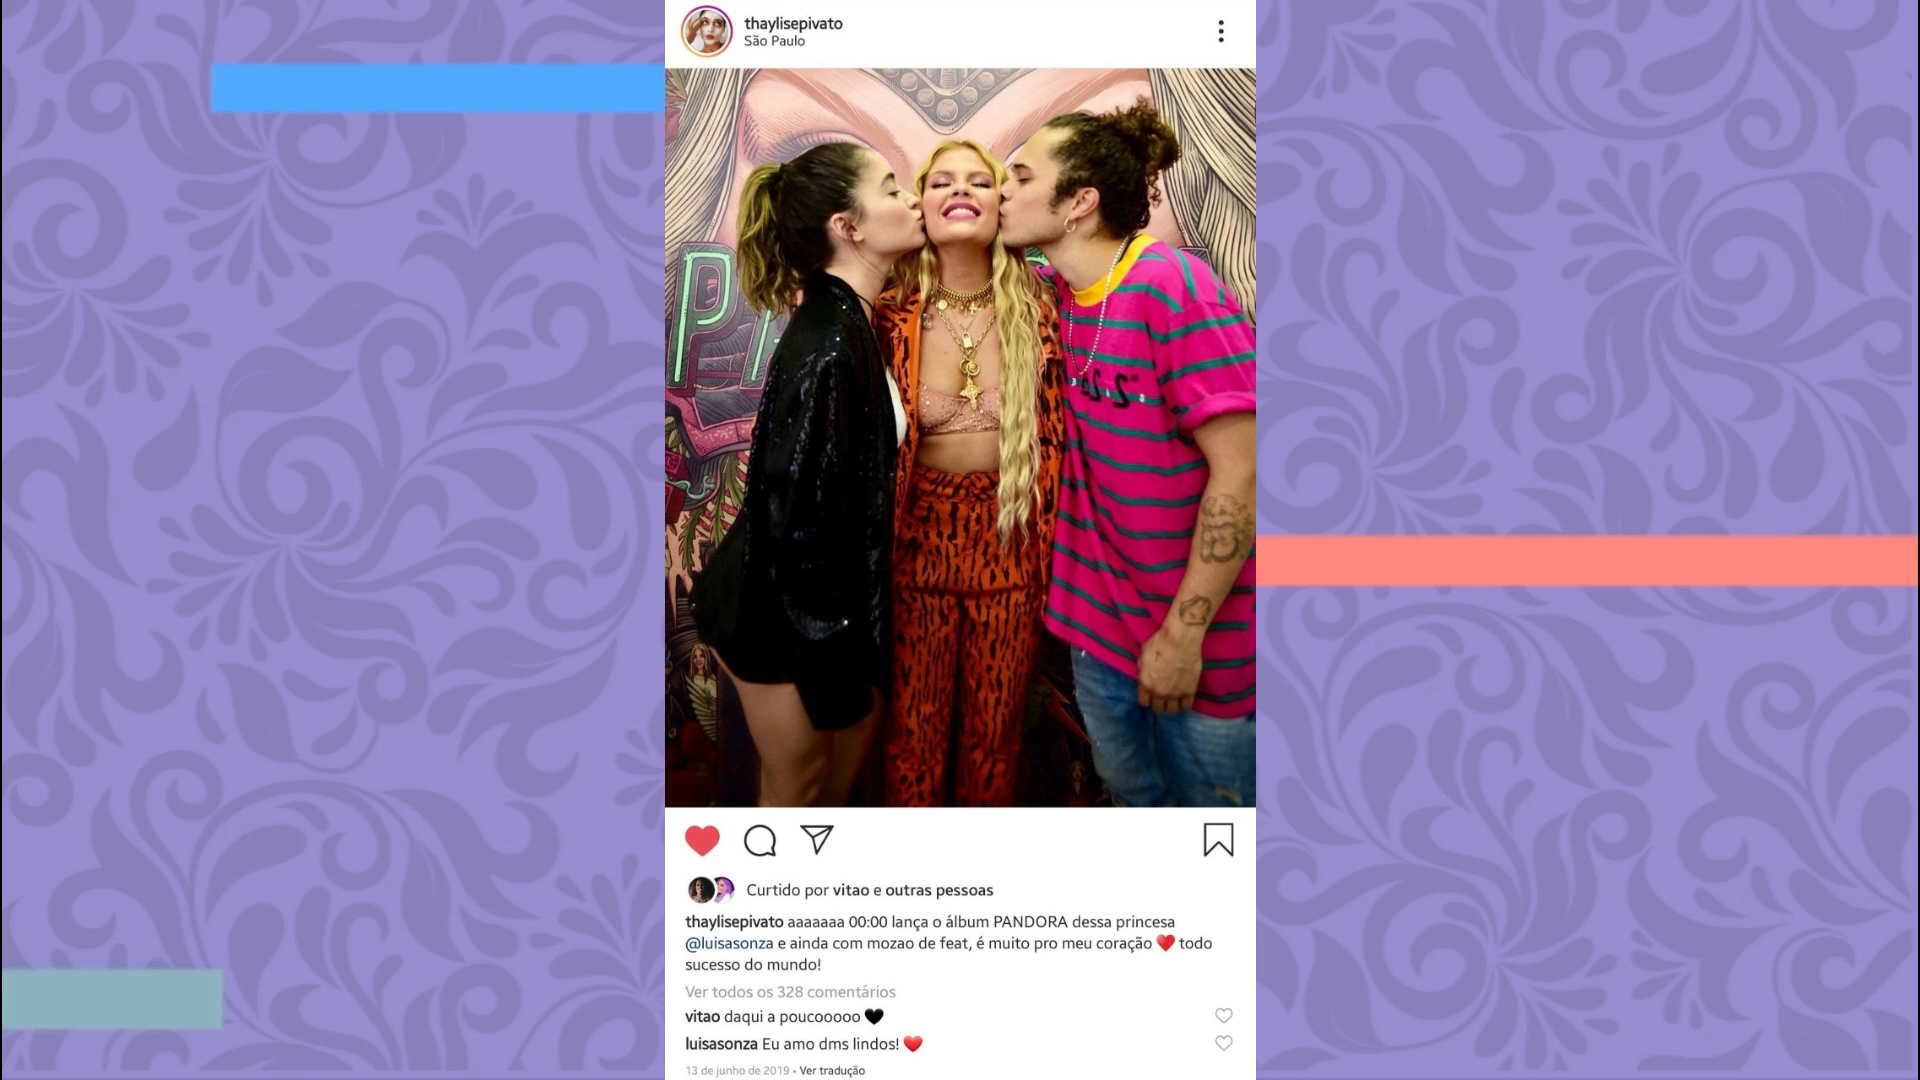 thaylisepivato
São Paulo
PA
Curtido por vitao e outras pessoas
thaylisepivato aaaaaaa 00:00 lança o álbum PANDORA dessa princesa
@luisasonza e ainda com mozao de feat, é muito pro meu coração ❤️ todo
sucesso do mundo!
Ver todos os 328 comentários
vitao daqui a poucooooo 🖤
luisasonza Eu amo dms lindos! ❤️
13 de junho de 2019 • Ver tradução